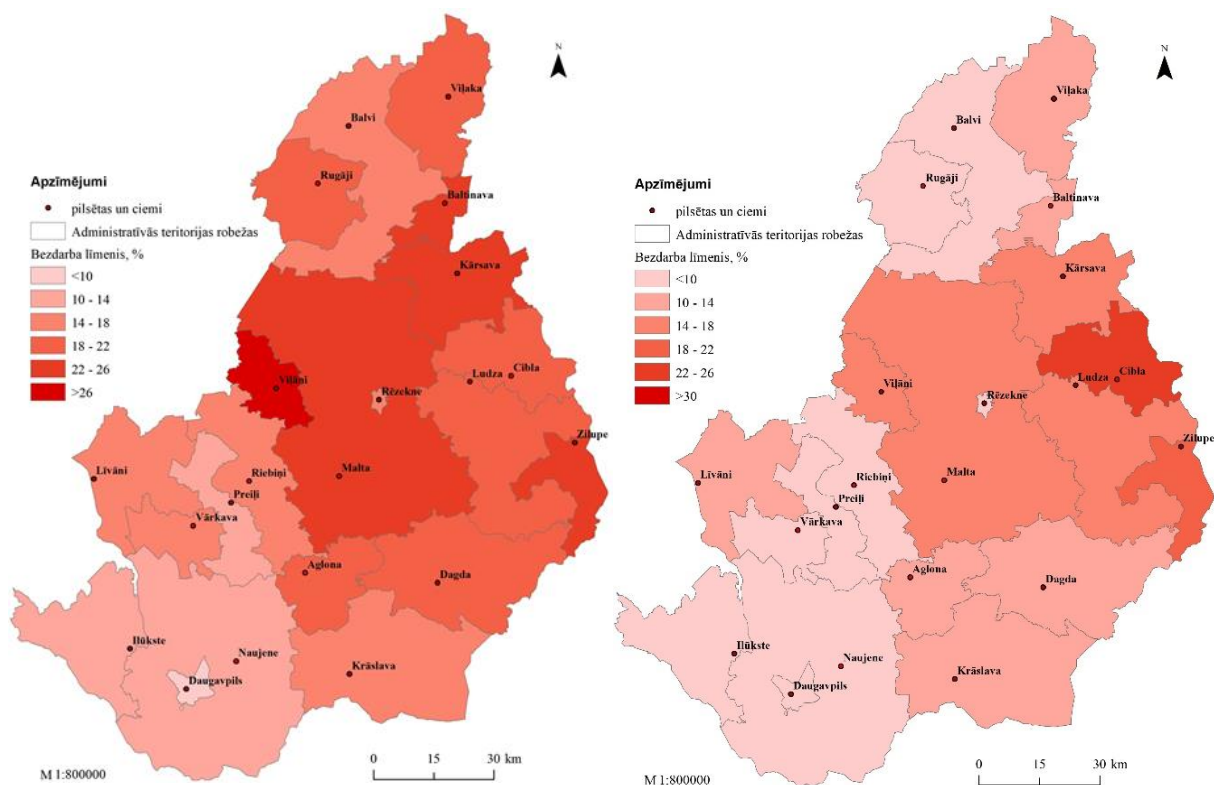 N
Viļaka
Balvi
Rugāji
Baltinava
Kārsava
Apzīmējumi
pilsētas un ciemi
Administratīvās teritorijas robežas
Bezdarba līmenis, %
<10
10 - 14
14 - 18
18 - 22
22 - 26
>26
Viļāni
Ludza
Cibla
Rēzekne
Zilupe
Līvāni
Riebiņi
Malta
Preiļi
Vārkava
Aglona
Dagda
Ilūkste
Naujene
Krāslava
Daugavpils
0 15 30 km
M 1:800000
N
Viļaka
Balvi
Rugāji
Baltinava
Kārsava
Apzīmējumi
pilsētas un ciemi
Administratīvās teritorijas robežas
Bezdarba līmenis, %
<10
10 - 14
14 - 18
18 - 22
22 - 26
>30
Viļāni
Ludza
Cibla
Rēzekne
Zilupe
Līvāni
Riebiņi
Malta
Preiļi
Vārkava
Aglona
Dagda
Ilūkste
Naujene
Krāslava
Daugavpils
0 15 30 km
M 1:800000